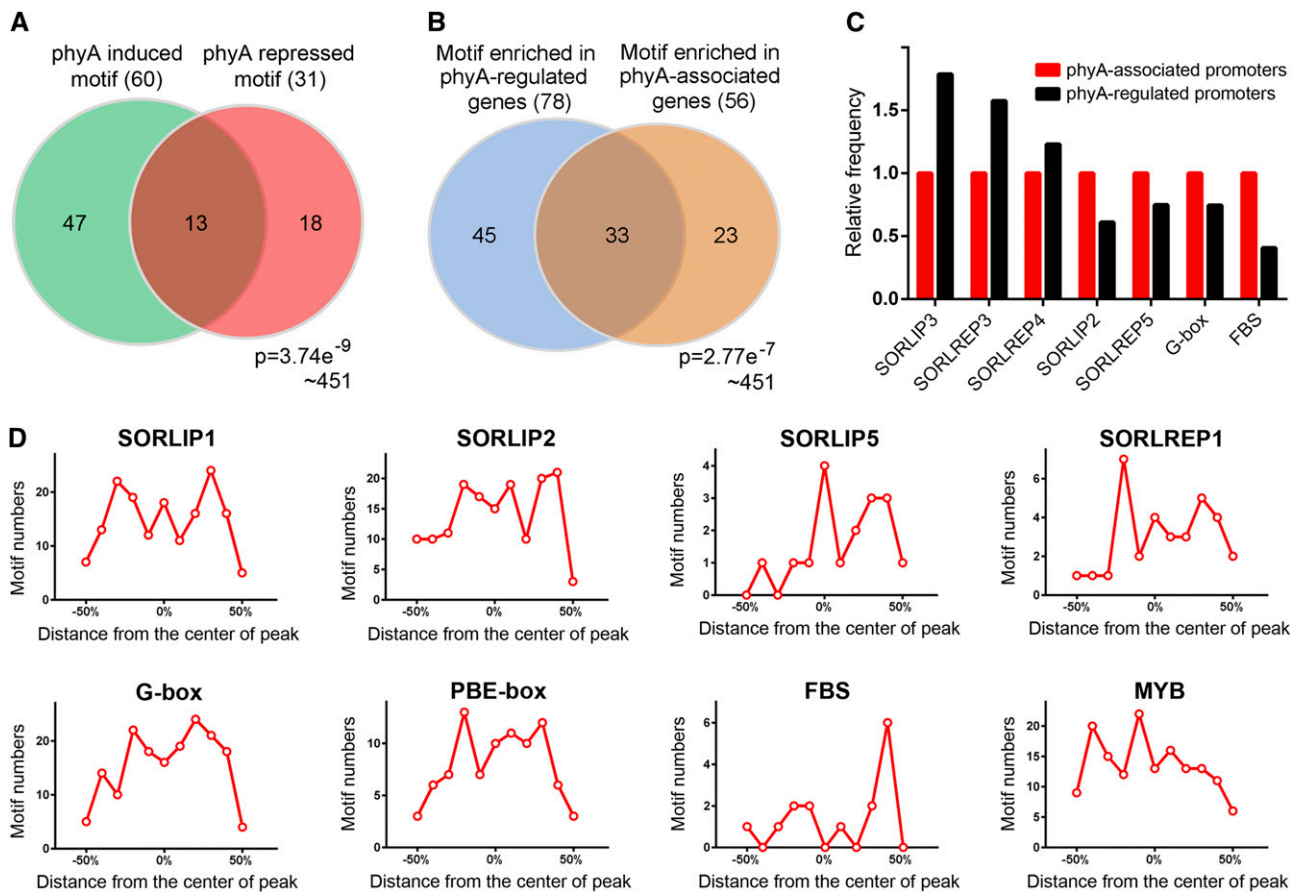 A
phyA induced motif (60)
phyA repressed motif (31)
47
13
18
p=3.74e-9
~451
B
Motif enriched in phyA-regulated genes (78)
Motif enriched in phyA-associated genes (56)
45
33
23
p=2.77e-7
~451
C
phyA-associated promoters
phyA-regulated promoters
Relative frequency
1.5
1.0
0.5
0.0
SORLIP3
SORLREP3
SORLREP4
SORLIP2
SORLREP5
G-box
FBS
D
SORLIP1
Motif numbers
20
10
0
-50%
0%
50%
Distance from the center of peak
SORLIP2
Motif numbers
20
15
10
5
0
-50%
0%
50%
Distance from the center of peak
SORLIP5
Motif numbers
4
3
2
1
0
-50%
0%
50%
Distance from the center of peak
SORLREP1
Motif numbers
6
4
2
0
-50%
0%
50%
Distance from the center of peak
G-box
Motif numbers
20
10
0
-50%
0%
50%
Distance from the center of peak
PBE-box
Motif numbers
10
5
0
-50%
0%
50%
Distance from the center of peak
FBS
Motif numbers
6
4
2
0
-50%
0%
50%
Distance from the center of peak
MYB
Motif numbers
20
15
10
5
0
-50%
0%
50%
Distance from the center of peak